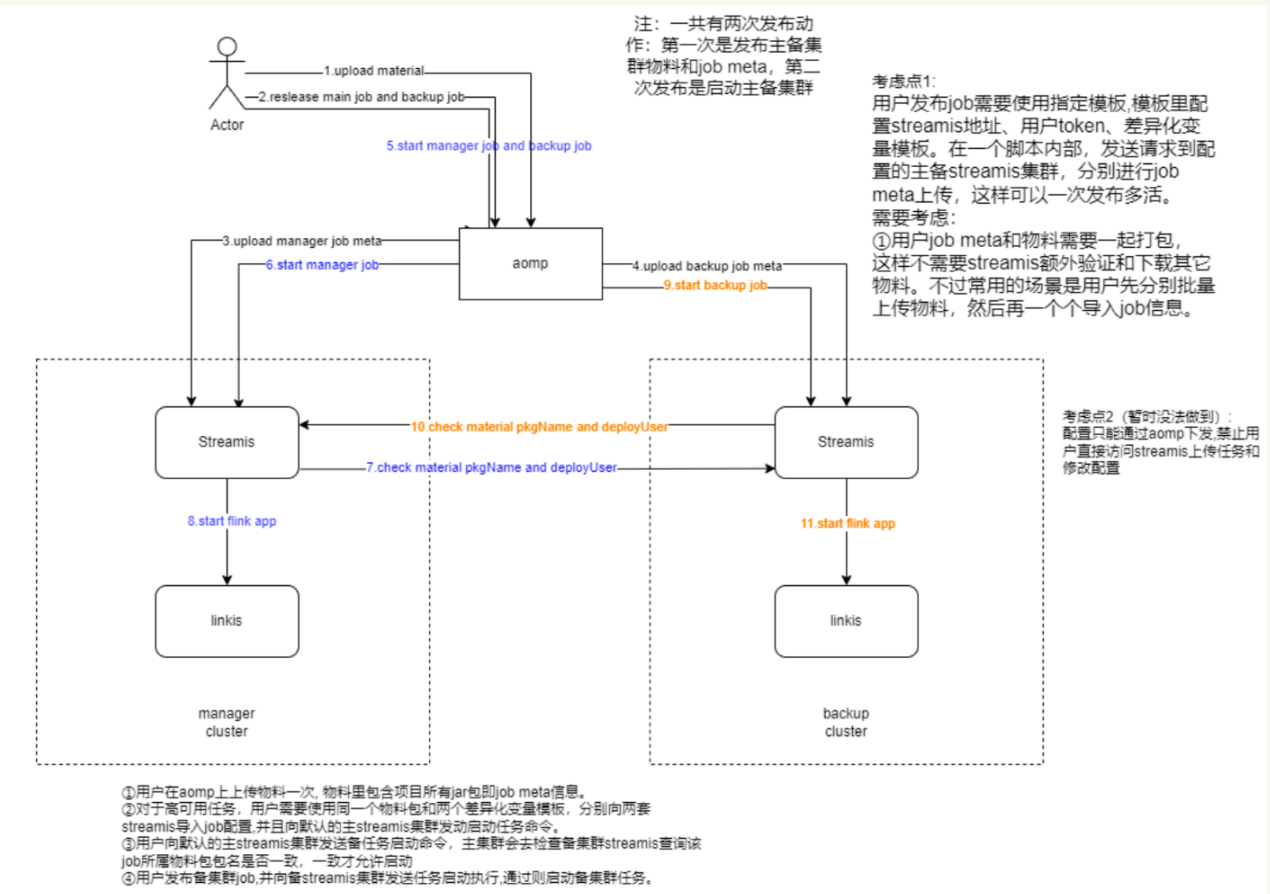 注：一共有两次发布动
作：第一次是发布主备集
群物料和job meta，第二
次发布是启动主备集群
考虑点1:
用户发布job需要使用指定模板,模板里配
置streamis地址、用户token、差异化变
量模板。在一个脚本内部，发送请求到配
置的主备streamis集群，分别进行job
meta上传，这样可以一次发布多活。
需要考虑：
①用户job meta和物料需要一起打包，
这样不需要streamis额外验证和下载其它
物料。不过常用的场景是用户先分别批量
上传物料，然后再一个个导入job信息。
1.upload material
2.reslease main job and backup job
Actor
5.start manager job and backup job
3.upload manager job meta
6.start manager job
aomp
4.upload backup job meta
9.start backup job
Streamis
10.check material pkgName and deployUser
7.check material pkgName and deployUser
Streamis
考虑点2（暂时没法做到）:
配置只能通过aomp下发,禁止用
户直接访问streamis上传任务和
修改配置
8.start flink app
11.start flink app
linkis
linkis
manager
cluster
backup
cluster
①用户在aomp上上传物料一次, 物料里包含项目所有jar包即job meta信息。
②对于高可用任务，用户需要使用同一个物料包和两个差异化变量模板，分别向两套
streamis导入job配置,并且向默认的主streamis集群发动启动任务命令。
③用户向默认的主streamis集群发送备任务启动命令，主集群会去检查备集群streamis查询该
job所属物料包包名是否一致，一致才允许启动
④用户发布备集群job,并向备streamis集群发送任务启动执行,通过则启动备集群任务。